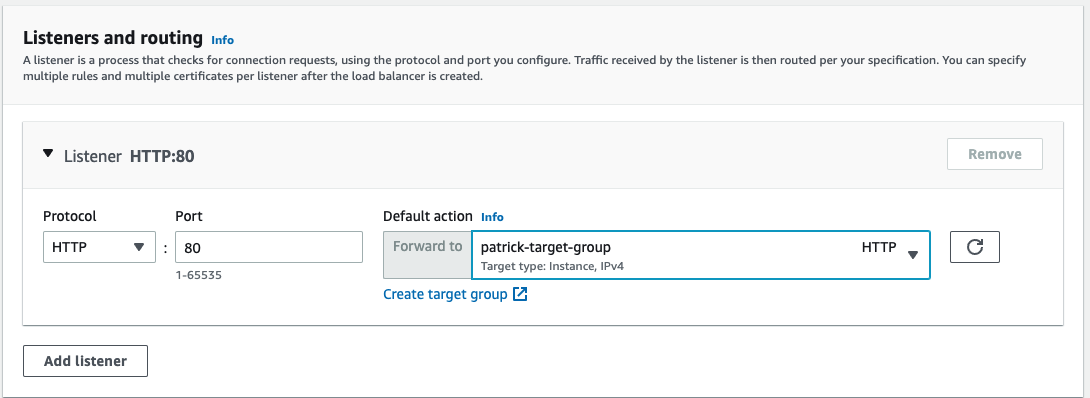 Listeners and routing Info
A listener is a process that checks for connection requests, using the protocol and port you configure. Traffic received by the listener is then routed per your specification. You can specify
multiple rules and multiple certificates per listener after the load balancer is created.
Listener HTTP:80
Remove
Protocol
Port
Default action Info
HTTP
:
80
Forward to
patrick-target-group
HTTP
Target type: Instance, IPv4
1-65535
Create target group
Add listener